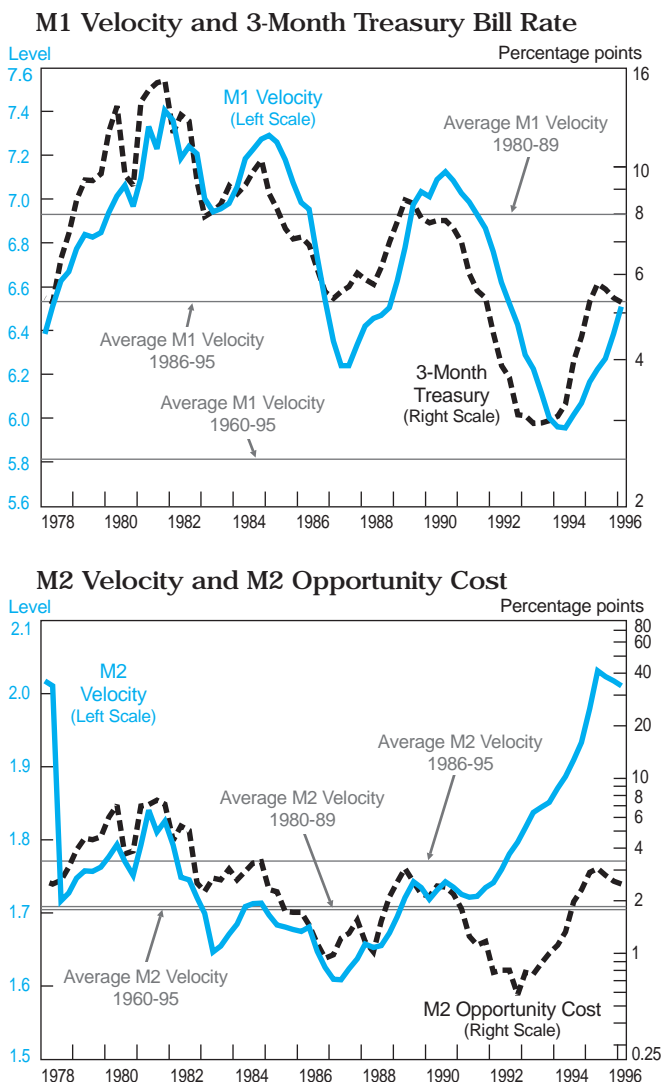 M1 Velocity and 3-Month Treasury Bill Rate
Level
Percentage points
7.6
7.4
7.2
7.0
6.8
6.6
6.4
6.2
6.0
5.8
5.6
16
10
8
6
4
2
M1 Velocity
(Left Scale)
Average M1 Velocity
1980-89
Average M1 Velocity
1986-95
3-Month
Treasury
(Right Scale)
Average M1 Velocity
1960-95
1978 1980 1982 1984 1986 1988 1990 1992 1994 1996
M2 Velocity and M2 Opportunity Cost
Level
Percentage points
2.1
2.0
1.9
1.8
1.7
1.6
1.5
80
60
40
20
10
8
6
4
2
1
0.25
M2
Velocity
(Left Scale)
Average M2 Velocity
1986-95
Average M2 Velocity
1980-89
Average M2 Velocity
1960-95
M2 Opportunity Cost
(Right Scale)
1978 1980 1982 1984 1986 1988 1990 1992 1994 1996